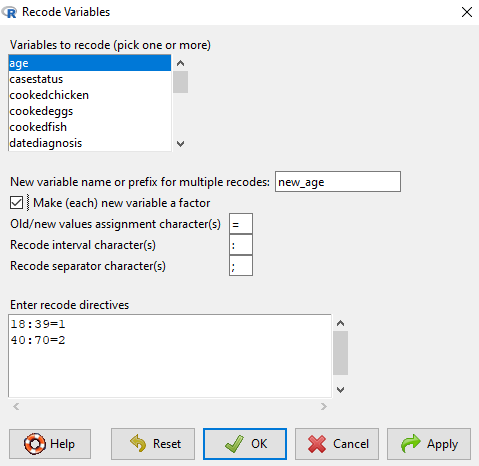 Recode Variables
Variables to recode (pick one or more)
age
casestatus
cookedchicken
cookedeggs
cookedfish
datediagnosis
New variable name or prefix for multiple recodes: new_age
Make (each) new variable a factor
Old/new values assignment character(s) =
Recode interval character(s) :
Recode separator character(s) ;
Enter recode directives
18:39=1
40:70=2
Help Reset OK Cancel Apply